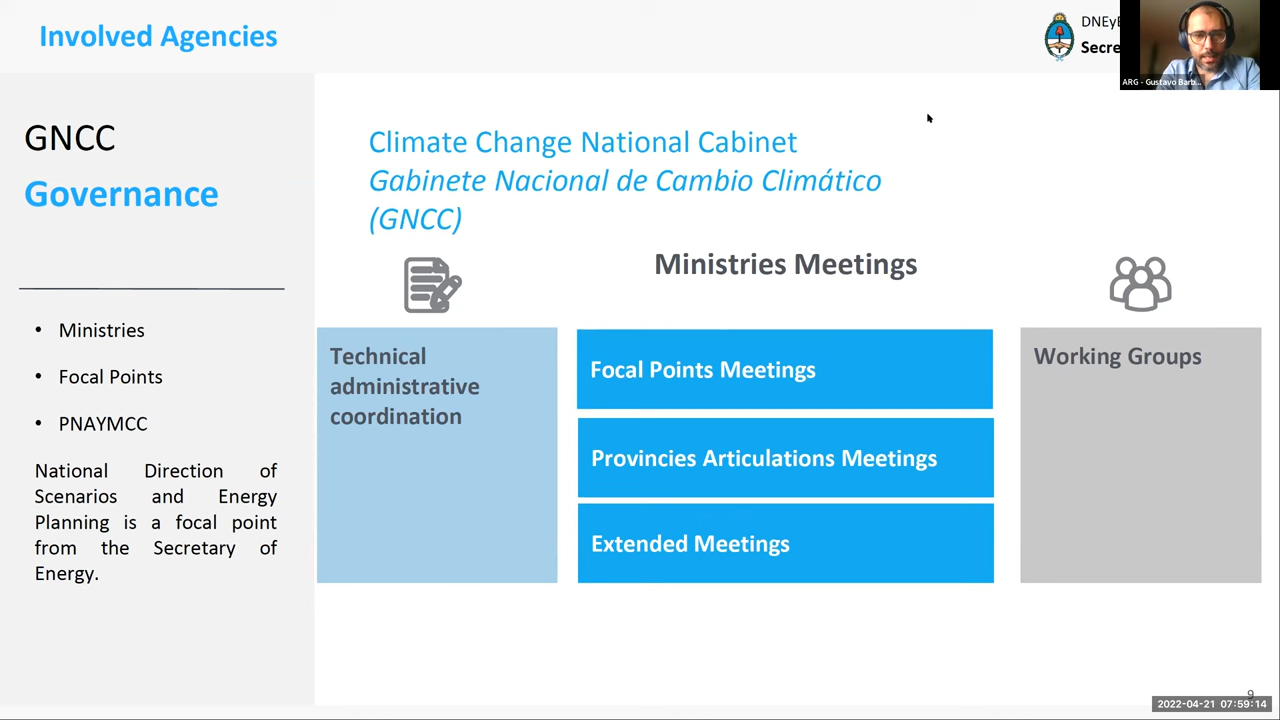 Involved Agencies
DNEyE
Secre
ARG - Gustavo Barb...
GNCC
Governance
Ministries
Focal Points
PNAYMCC
National Direction of
Scenarios and Energy
Planning is a focal point
from the Secretary of
Energy.
Climate Change National Cabinet
Gabinete Nacional de Cambio Climático
(GNCC)
Ministries Meetings
Technical
administrative
coordination
Focal Points Meetings
Provincies Articulations Meetings
Extended Meetings
Working Groups
9
2022-04-21 07:59:14